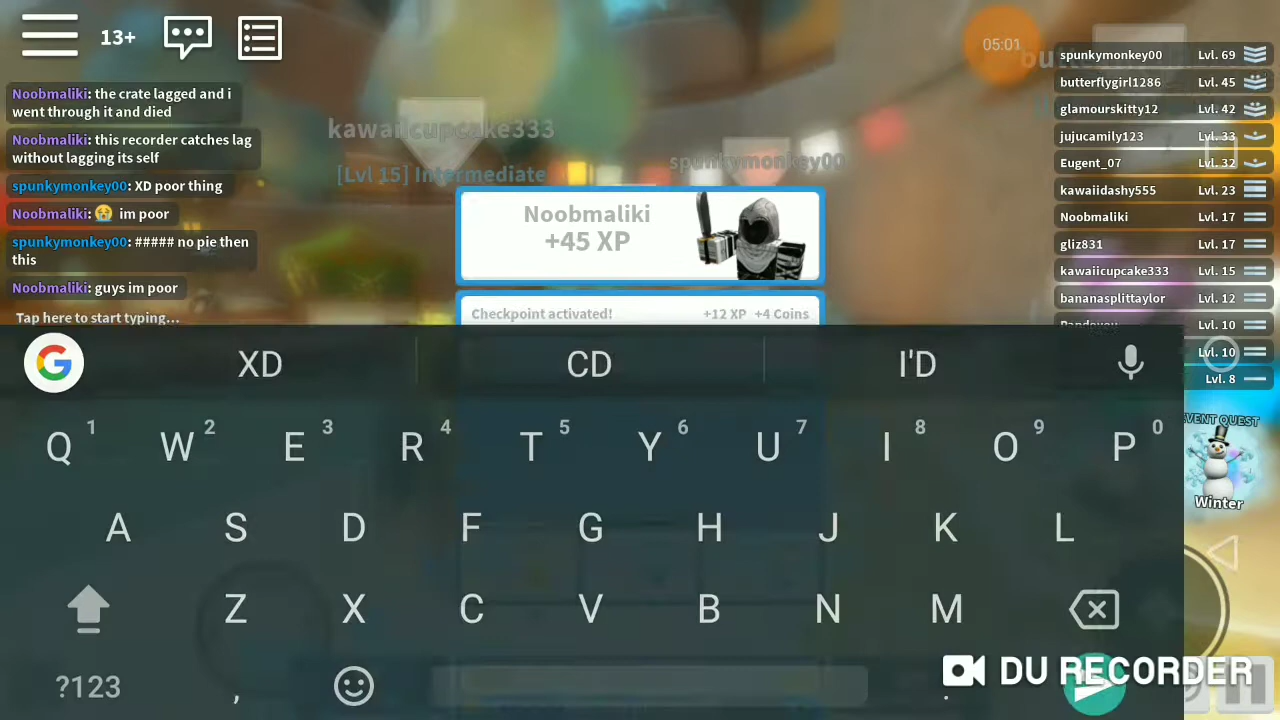 13+
05:01
Noobmaliki: the crate lagged and i
went through it and died
Noobmaliki: this recorder catches lag
without lagging its self
spunkymonkey00: XD poor thing
Noobmaliki: 😭 im poor
spunkymonkey00: ##### no pie then
this
Noobmaliki: guys im poor
Tap here to start typing...
kawaiicupcake333
[Lvl 15] Intermediate
spunkymonkey00
Noobmaliki
+45 XP
Checkpoint activated! +12 XP +4 Coins
spunkymonkey00 Lvl. 69
butterflygirl1286 Lvl. 45
glamourskitty12 Lvl. 42
jujucamily123 Lvl. 33
Eugent_07 Lvl. 32
kawaiidashy555 Lvl. 23
Noobmaliki Lvl. 17
gliz831 Lvl. 17
kawaiicupcake333 Lvl. 15
bananasplittaylor Lvl. 12
Lvl. 10
Lvl. 10
Lvl. 8
EVENT QUEST
Winter
XD CD I'D
Q 1 W 2 E 3 R 4 T 5 Y 6 U 7 I 8 O 9 P 0
A S D F G H J K L
Z X C V B N M
?123 , .
DU RECORDER